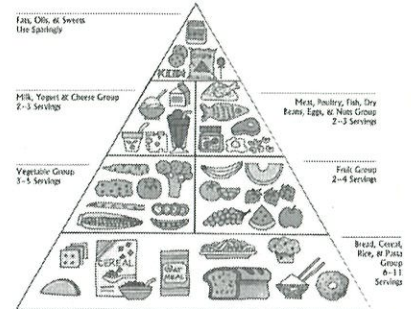 Fats, Oils, & Sweets
Use Sparingly
Milk, Yogurt & Cheese Group
2-3 Servings
Meat, Poultry, Fish, Dry
Beans, Eggs, & Nuts Group
2-3 Servings
Vegetable Group
3-5 Servings
Fruit Group
2-4 Servings
Bread, Cereal,
Rice, & Pasta
Group
6-11
Servings
CEREAL
OAT
MEAL